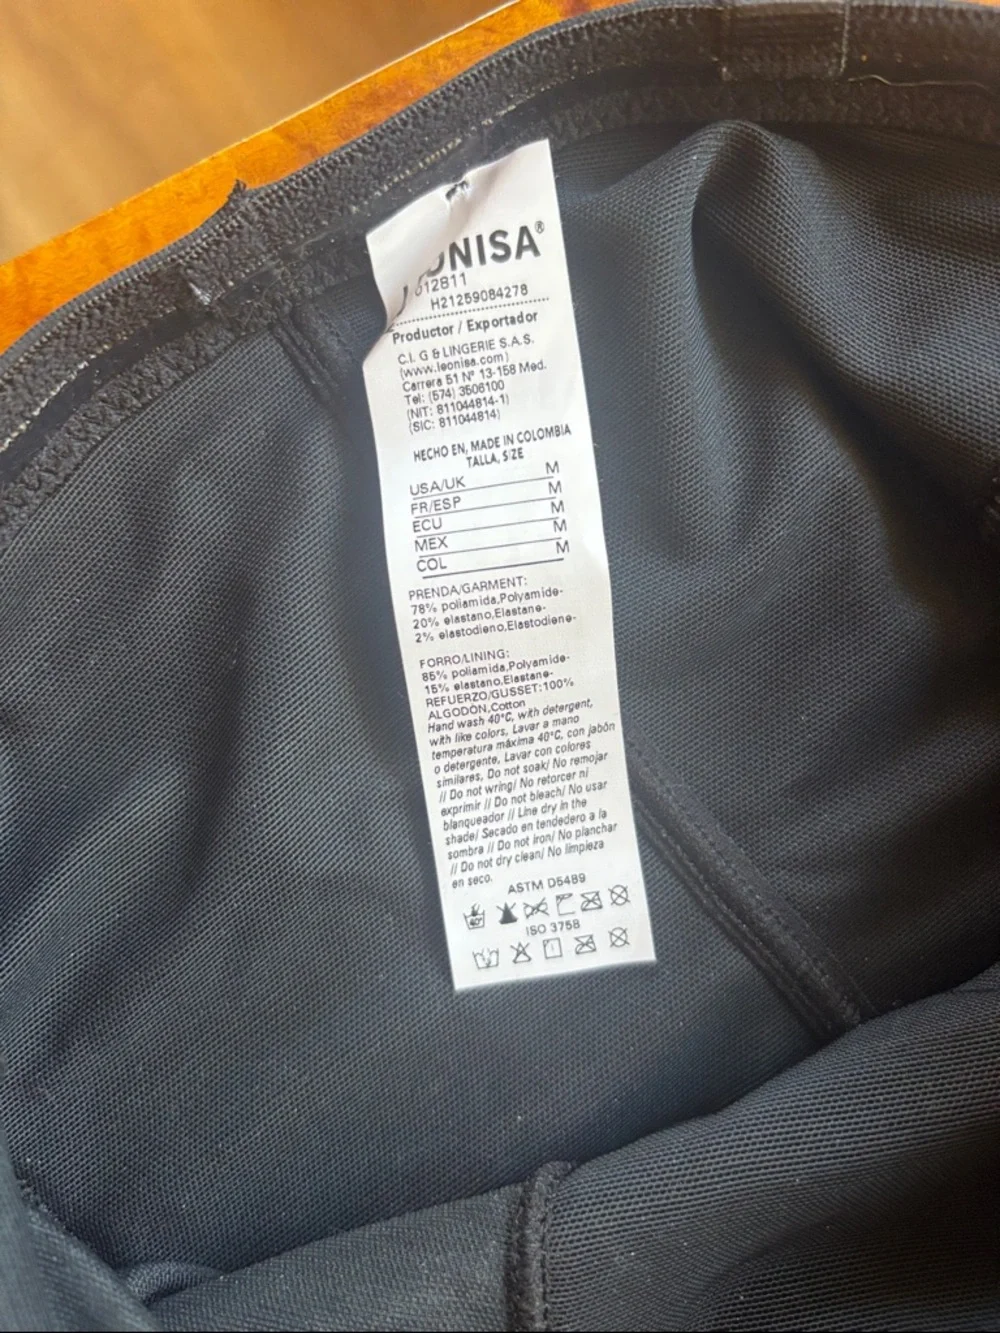 LEONISA®
012811
H21259084278
Productor / Exportador
C.I. G & LINGERIE S.A.S.
(www.leonisa.com)
Carrera 51 Nº 13-158 Med.
Tel: (574) 3506100
(NIT: 811044814-1)
(SIC: 811044814)
HECHO EN, MADE IN COLOMBIA
TALLA, SIZE
USA/UK M
FR/ESP M
ECU M
MEX M
COL M
PRENDA/GARMENT:
78% poliamida,Polyamide-
20% elastano,Elastane-
2% elastodieno,Elastodiene-
FORRO/LINING:
85% poliamida,Polyamide-
15% elastano,Elastane-
REFUERZO/GUSSET:100%
ALGODÓN,Cotton
Hand wash 40°C, with detergent,
with like colors, Lavar a mano
temperatura máxima 40°C, con jabón
o detergente, Lavar con colores
similares, Do not soak/ No remojar
// Do not wring/ No retorcer ni
exprimir // Do not bleach/ No usar
blanqueador // Line dry in the
shade/ Secado en tendedero a la
sombra // Do not iron/ No planchar
// Do not dry clean/ No limpieza
en seco.
ASTM D5489
40°
ISO 3758